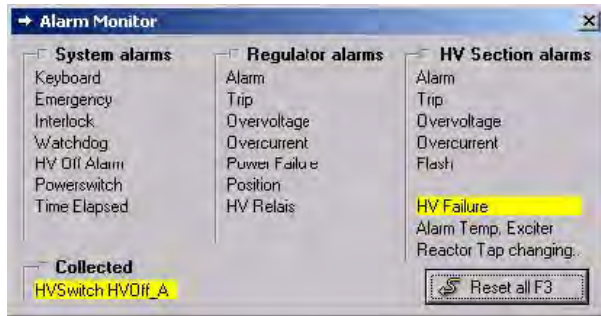 Alarm Monitor
System alarms
Keyboard
Emergency
Interlock
Watchdog
HV Off Alarm
Powerswitch
Time Elapsed
Collected
HVSwitch HVOff_A
Regulator alarms
Alarm
Trip
Overvoltage
Overcurrent
Power Failure
Position
HV Relais
HV Section alarms
Alarm
Trip
Overvoltage
Overcurrent
Flash
HV Failure
Alarm Temp. Exciter
Reactor Tap changing..
Reset all F3